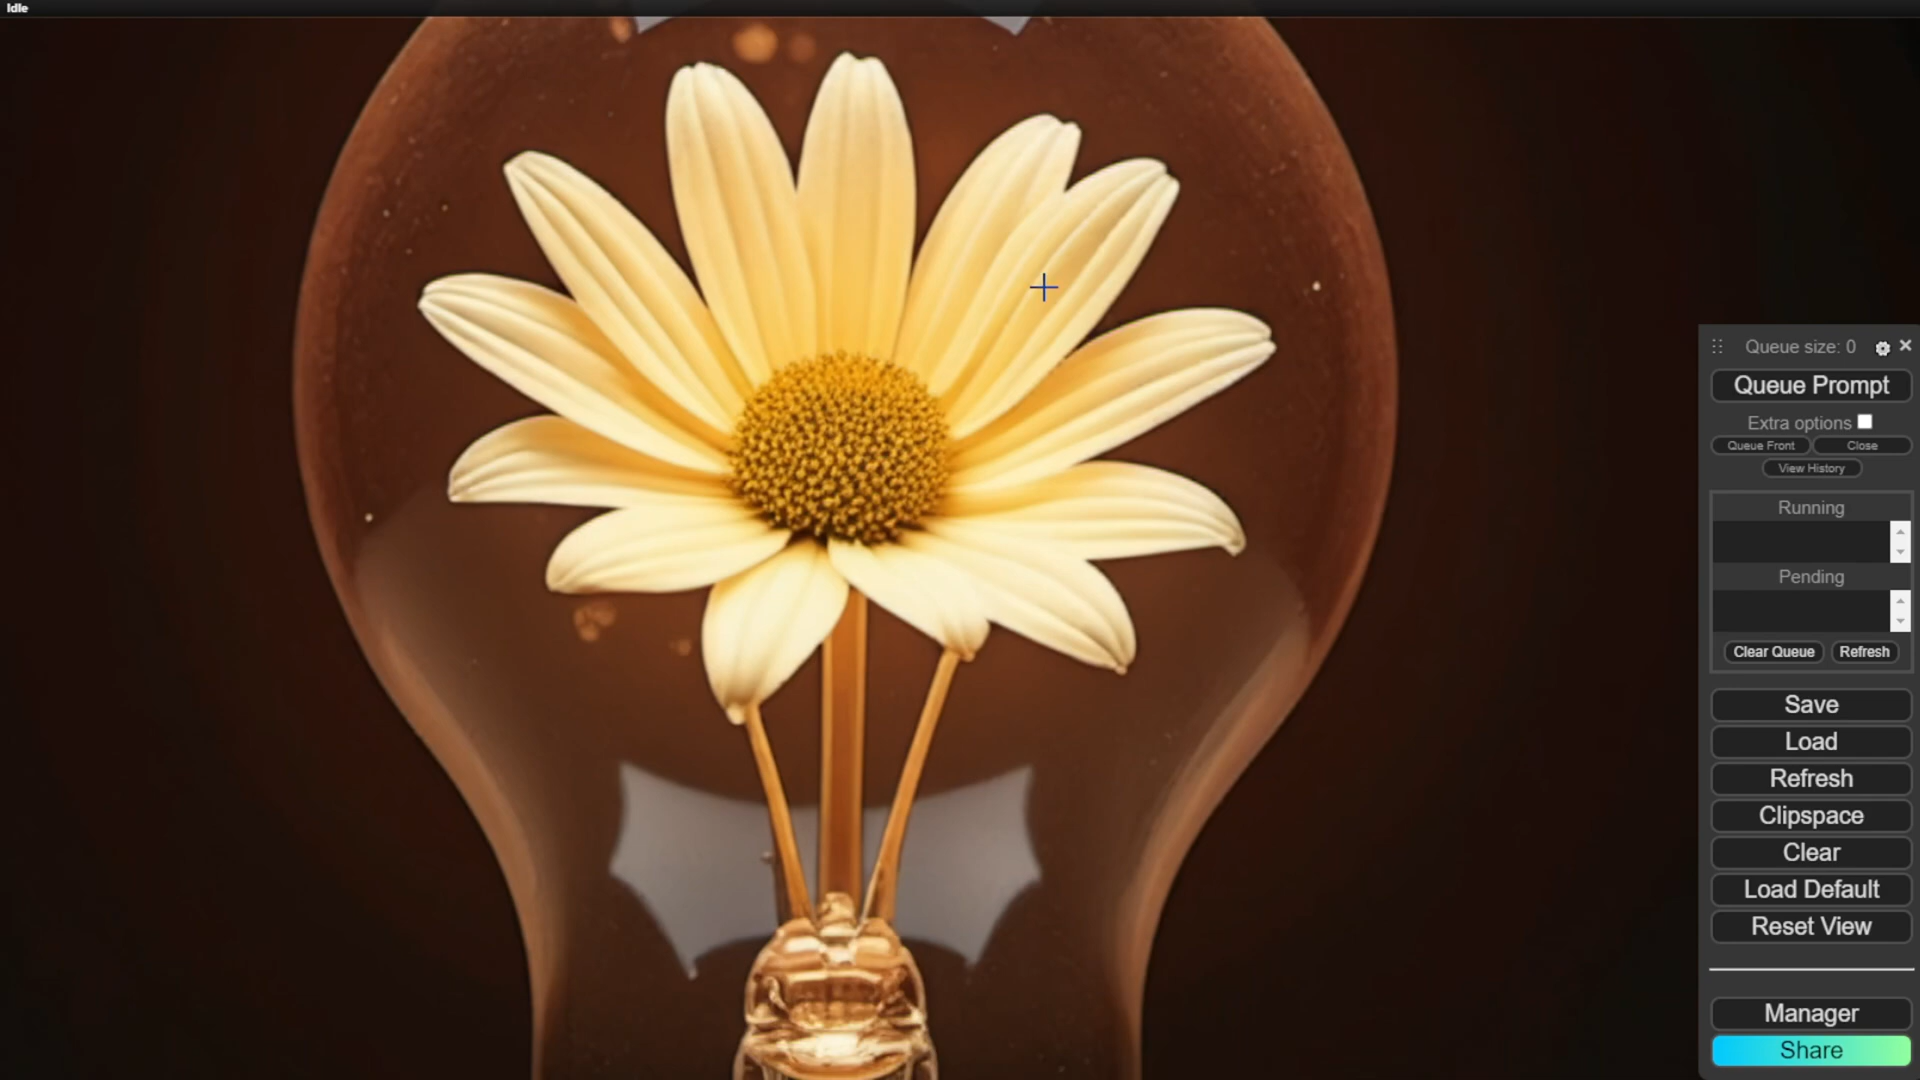 Idle
Queue size: 0
Queue Prompt
Extra options
Queue Front Close
View History
Running
Pending
Clear Queue Refresh
Save
Load
Refresh
Clipspace
Clear
Load Default
Reset View
Manager
Share